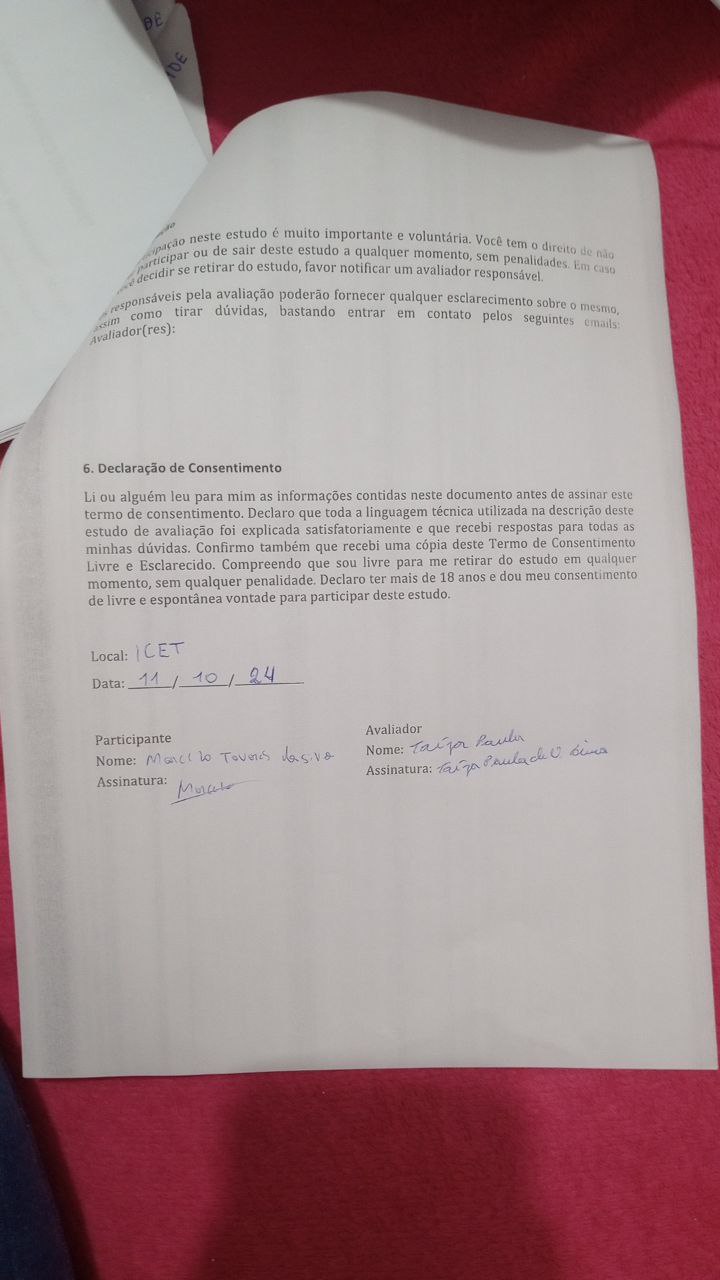 DE
DE
ação
cipação neste estudo é muito importante e voluntária. Você tem o direito de não
participar ou de sair deste estudo a qualquer momento, sem penalidades. Em caso
você decidir se retirar do estudo, favor notificar um avaliador responsável.
responsáveis pela avaliação poderão fornecer qualquer esclarecimento sobre o mesmo,
assim como tirar dúvidas, bastando entrar em contato pelos seguintes emails:
Avaliador(res):
6. Declaração de Consentimento
Li ou alguém leu para mim as informações contidas neste documento antes de assinar este
termo de consentimento. Declaro que toda a linguagem técnica utilizada na descrição deste
estudo de avaliação foi explicada satisfatoriamente e que recebi respostas para todas as
minhas dúvidas. Confirmo também que recebi uma cópia deste Termo de Consentimento
Livre e Esclarecido. Compreendo que sou livre para me retirar do estudo em qualquer
momento, sem qualquer penalidade. Declaro ter mais de 18 anos e dou meu consentimento
de livre e espontânea vontade para participar deste estudo.
Local: ICET
Data: 11 / 10 / 24
Participante
Nome: Marcelo Tavares da silva
Assinatura: Marcelo
Avaliador
Nome: Taíza Paula
Assinatura: Taíza Paula de O. Lima